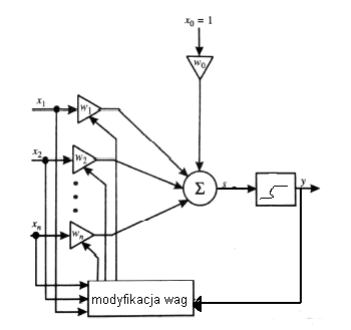 x₀ = 1
w₀
x₁
w₁
x₂
w₂
Σ
s
y
xₙ
wₙ
modyfikacja wag